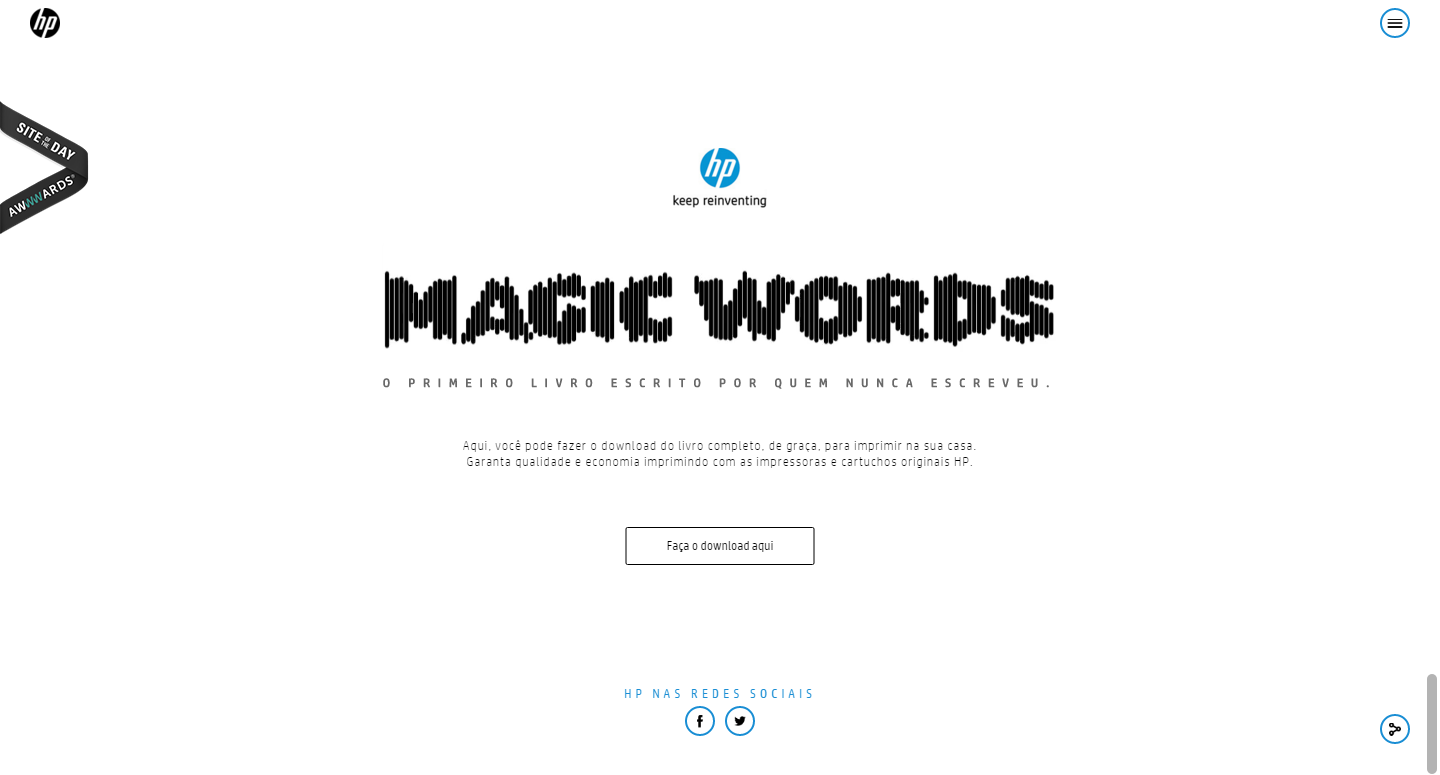 hp
SITE OF THE DAY
AWWWARDS®
hp
keep reinventing
MAGIC WORDS
O PRIMEIRO LIVRO ESCRITO POR QUEM NUNCA ESCREVEU.
Aqui, você pode fazer o download do livro completo, de graça, para imprimir na sua casa.
Garanta qualidade e economia imprimindo com as impressoras e cartuchos originais HP.
Faça o download aqui
HP NAS REDES SOCIAIS